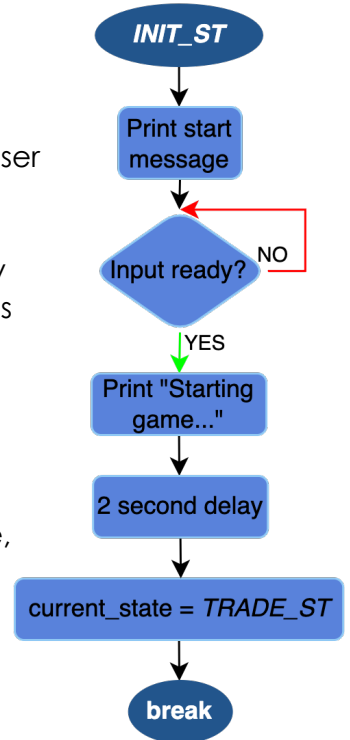 INIT_ST
Print start
message
Input ready?
NO
YES
Print "Starting
game..."
2 second delay
current_state = TRADE_ST
break